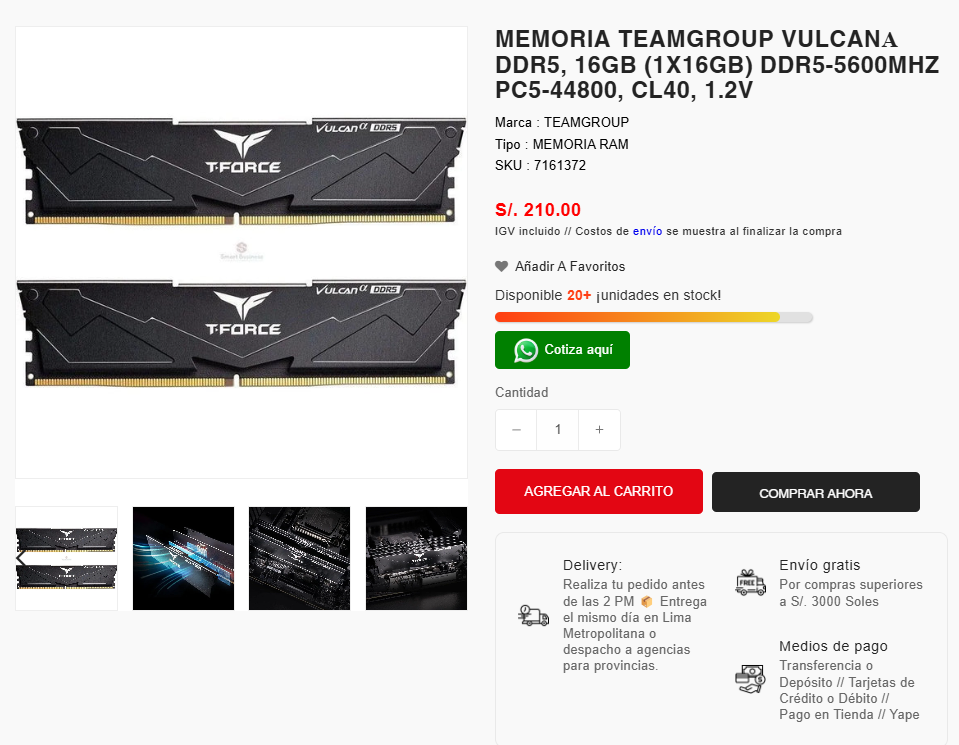 MEMORIA TEAMGROUP VULCANΑ
DDR5, 16GB (1X16GB) DDR5-5600MHZ
PC5-44800, CL40, 1.2V
Marca : TEAMGROUP
Tipo : MEMORIA RAM
SKU : 7161372
S/. 210.00
IGV incluido // Costos de envío se muestra al finalizar la compra
Añadir A Favoritos
Disponible 20+ ¡unidades en stock!
Cotiza aquí
Cantidad
− 1 +
AGREGAR AL CARRITO
COMPRAR AHORA
VULCAN α DDR5
T-FORCE
VULCAN α DDR5
T-FORCE
Delivery:
Realiza tu pedido antes
de las 2 PM 📦 Entrega
el mismo día en Lima
Metropolitana o
despacho a agencias
para provincias.
FREE
Envío gratis
Por compras superiores
a S/. 3000 Soles
Medios de pago
Transferencia o
Depósito // Tarjetas de
Crédito o Débito //
Pago en Tienda // Yape